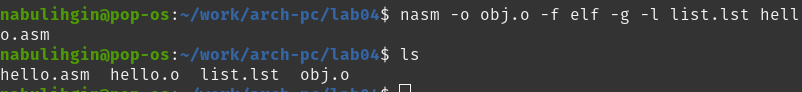 nabulihgin@pop-os:~/work/arch-pc/lab04$ nasm -o obj.o -f elf -g -l list.lst hell
o.asm
nabulihgin@pop-os:~/work/arch-pc/lab04$ ls
hello.asm  hello.o  list.lst  obj.o
nabulihgin@pop-os:~/work/arch-pc/lab04$